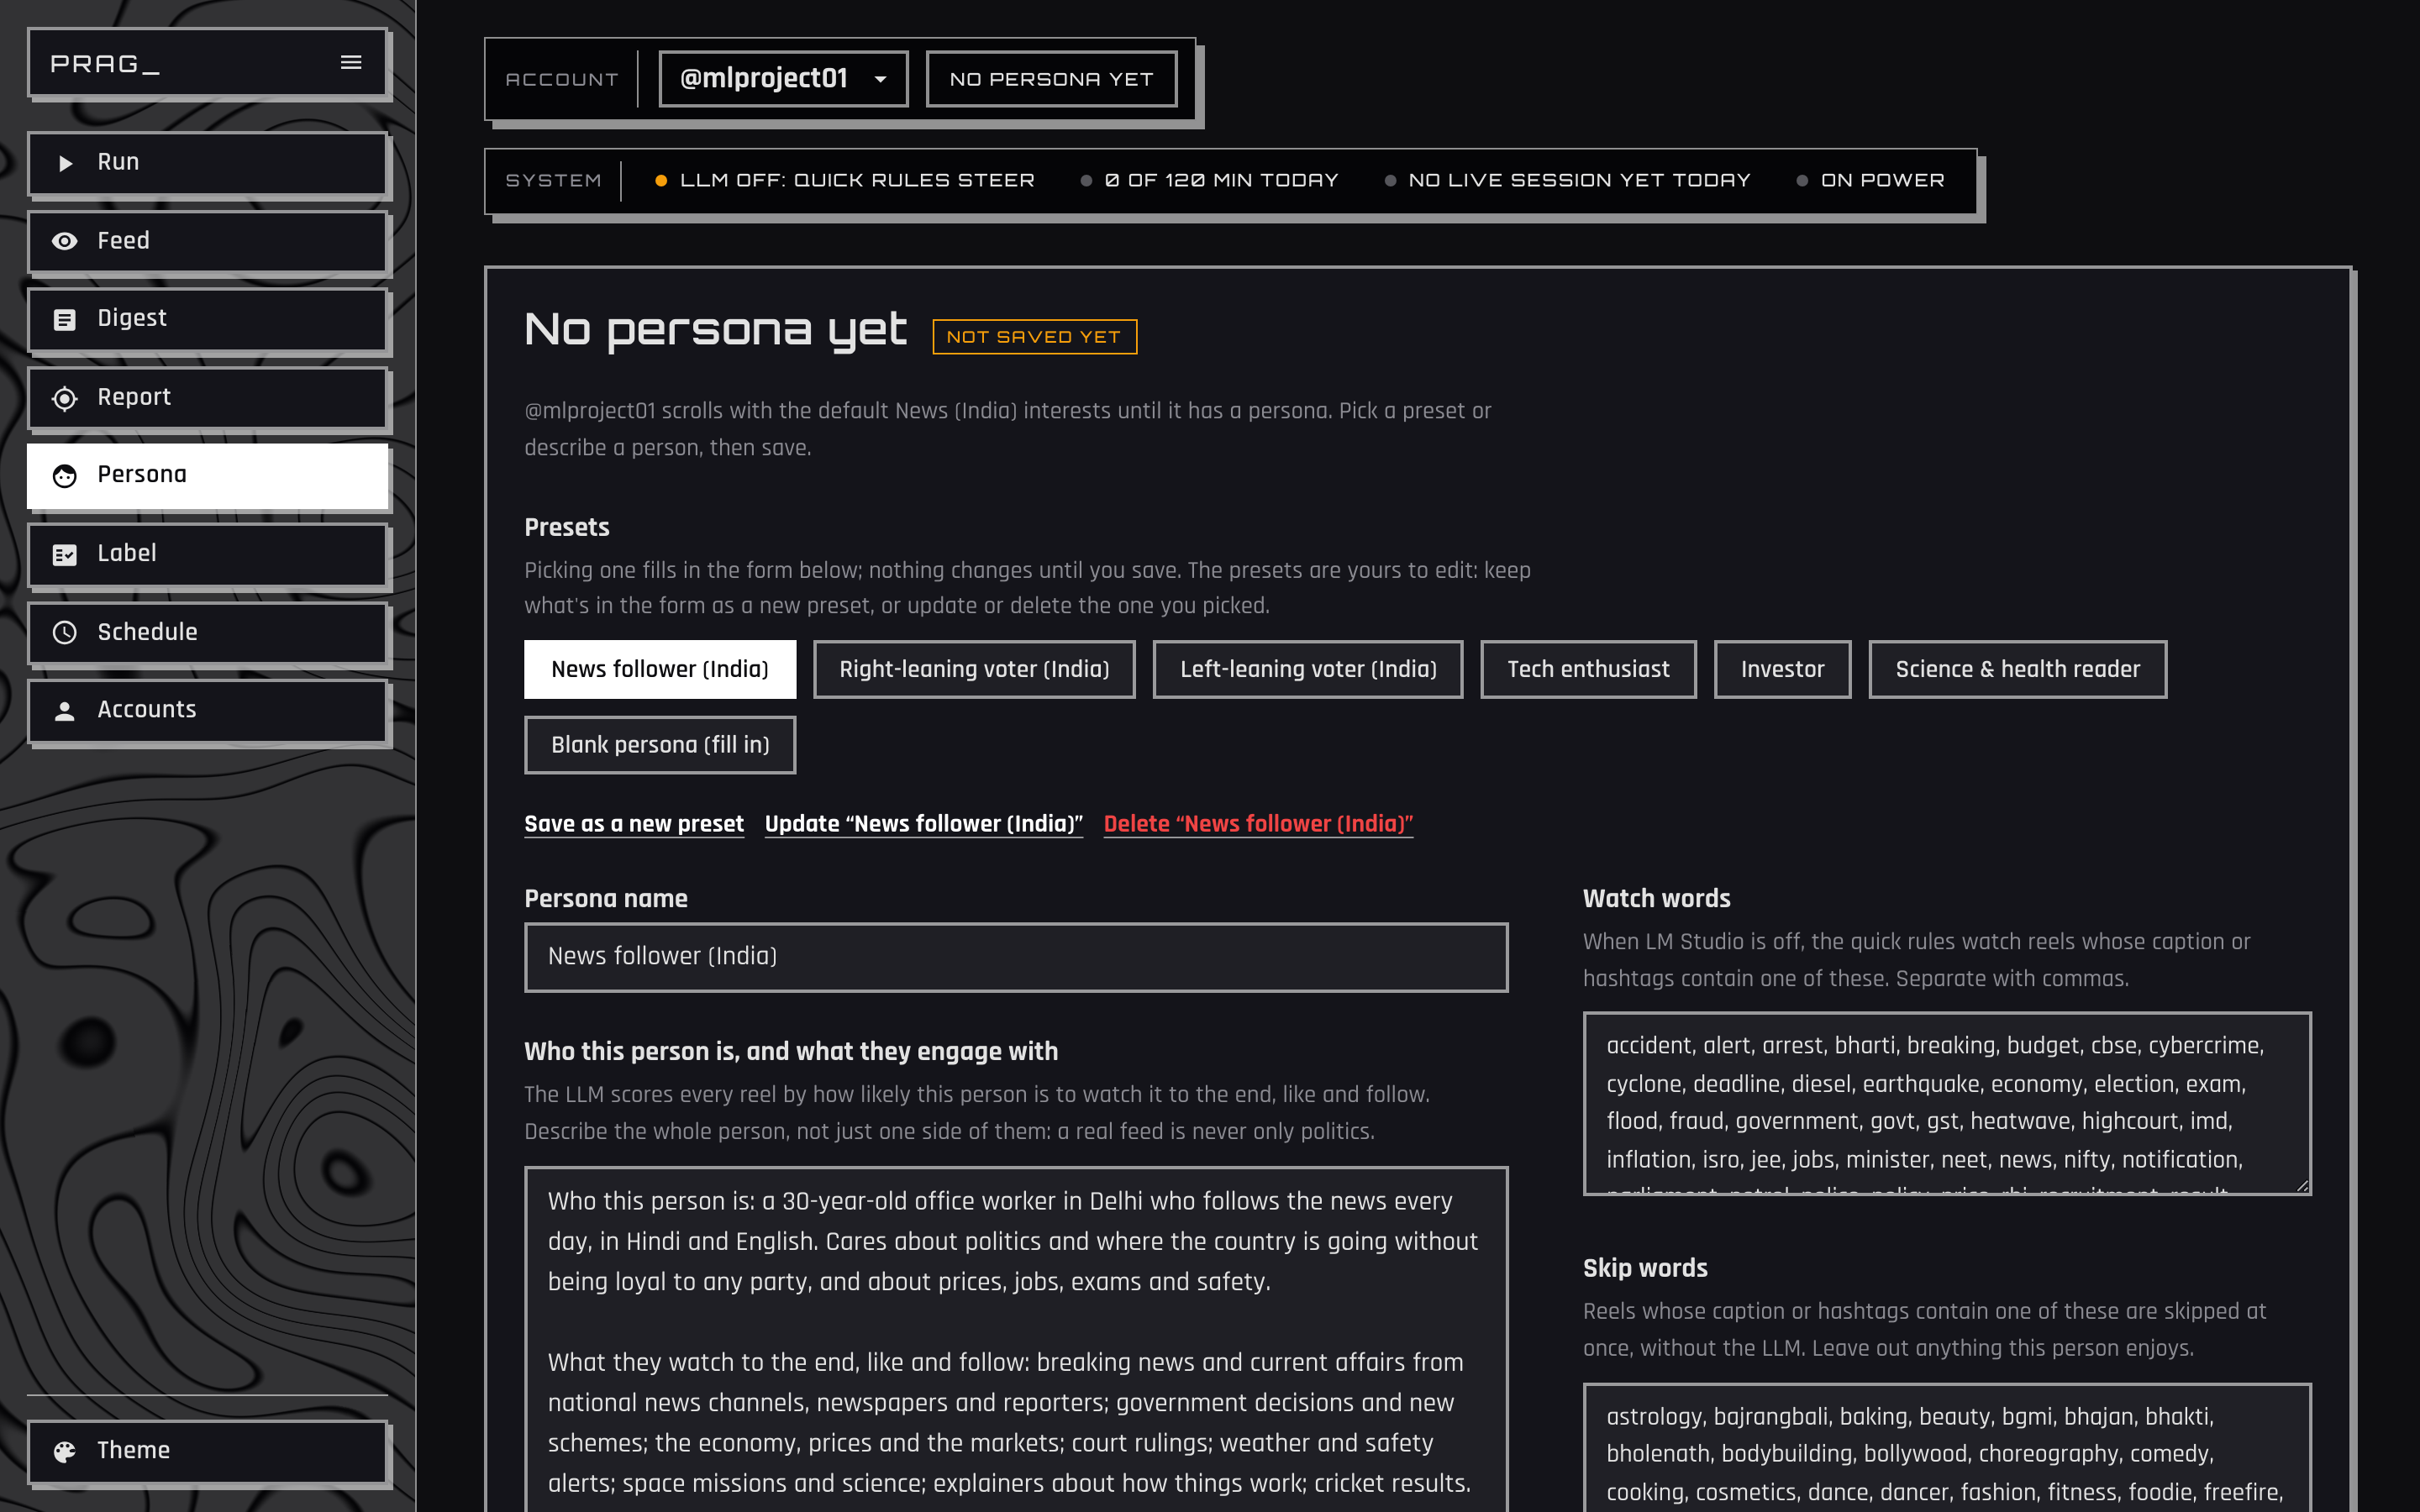 PRAG_
Run
Feed
Digest
Report
Persona
Label
Schedule
Accounts
Theme
ACCOUNT
@mlproject01
NO PERSONA YET
SYSTEM
LLM OFF: QUICK RULES STEER
0 OF 120 MIN TODAY
NO LIVE SESSION YET TODAY
ON POWER
No persona yet
NOT SAVED YET
@mlproject01 scrolls with the default News (India) interests until it has a persona. Pick a preset or
describe a person, then save.
Presets
Picking one fills in the form below; nothing changes until you save. The presets are yours to edit: keep
what's in the form as a new preset, or update or delete the one you picked.
News follower (India)
Right-leaning voter (India)
Left-leaning voter (India)
Tech enthusiast
Investor
Science & health reader
Blank persona (fill in)
Save as a new preset
Update “News follower (India)”
Delete “News follower (India)”
Persona name
News follower (India)
Who this person is, and what they engage with
The LLM scores every reel by how likely this person is to watch it to the end, like and follow.
Describe the whole person, not just one side of them: a real feed is never only politics.
Who this person is: a 30-year-old office worker in Delhi who follows the news every
day, in Hindi and English. Cares about politics and where the country is going without
being loyal to any party, and about prices, jobs, exams and safety.
What they watch to the end, like and follow: breaking news and current affairs from
national news channels, newspapers and reporters; government decisions and new
schemes; the economy, prices and the markets; court rulings; weather and safety
alerts; space missions and science; explainers about how things work; cricket results.
Watch words
When LM Studio is off, the quick rules watch reels whose caption or
hashtags contain one of these. Separate with commas.
accident, alert, arrest, bharti, breaking, budget, cbse, cybercrime,
cyclone, deadline, diesel, earthquake, economy, election, exam,
flood, fraud, government, govt, gst, heatwave, highcourt, imd,
inflation, isro, jee, jobs, minister, neet, news, nifty, notification,
Skip words
Reels whose caption or hashtags contain one of these are skipped at
once, without the LLM. Leave out anything this person enjoys.
astrology, bajrangbali, baking, beauty, bgmi, bhajan, bhakti,
bholenath, bodybuilding, bollywood, choreography, comedy,
cooking, cosmetics, dance, dancer, fashion, fitness, foodie, freefire,